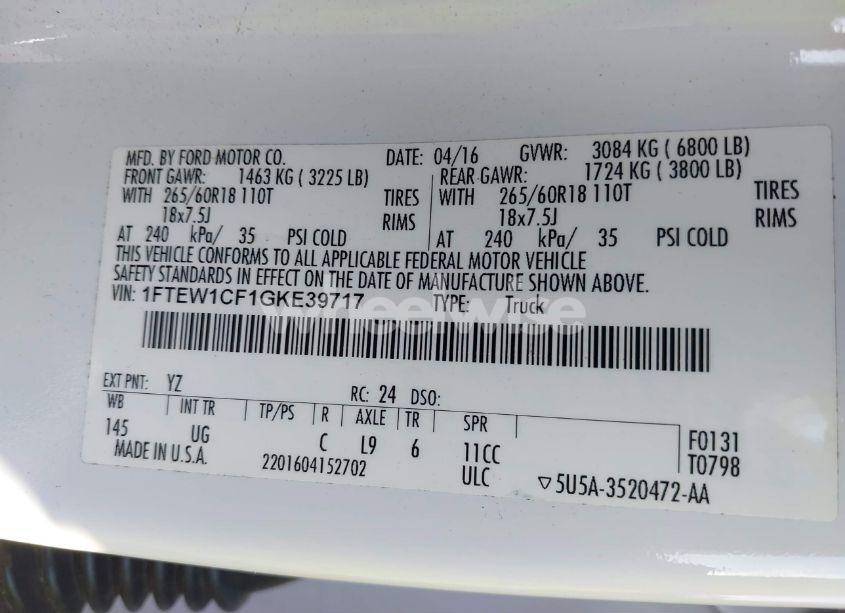 MFD. BY FORD MOTOR CO. DATE: 04/16 GVWR: 3084 KG ( 6800 LB)
FRONT GAWR: 1463 KG ( 3225 LB) REAR GAWR: 1724 KG ( 3800 LB)
WITH 265/60R18 110T TIRES WITH 265/60R18 110T TIRES
18x7.5J RIMS 18x7.5J RIMS
AT 240 kPa/ 35 PSI COLD AT 240 kPa/ 35 PSI COLD
THIS VEHICLE CONFORMS TO ALL APPLICABLE FEDERAL MOTOR VEHICLE
SAFETY STANDARDS IN EFFECT ON THE DATE OF MANUFACTURE SHOWN ABOVE.
VIN: 1FTEW1CF1GKE39717 TYPE: Truck
wheelwise
EXT PNT: YZ RC: 24 DSO:
WB INT TR TP/PS R AXLE TR SPR
145 UG C L9 6 11CC F0131
MADE IN U.S.A. 2201604152702 ULC T0798
▽5U5A-3520472-AA